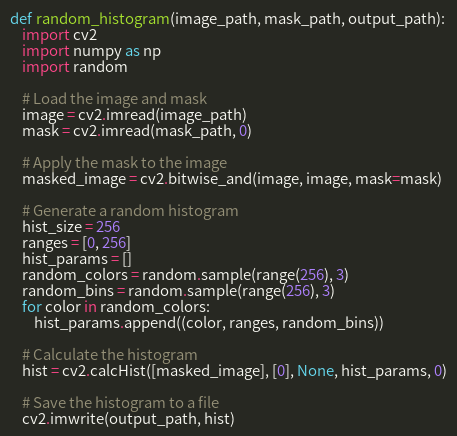 def random_histogram(image_path, mask_path, output_path):
    import cv2
    import numpy as np
    import random

    # Load the image and mask
    image = cv2.imread(image_path)
    mask = cv2.imread(mask_path, 0)

    # Apply the mask to the image
    masked_image = cv2.bitwise_and(image, image, mask=mask)

    # Generate a random histogram
    hist_size = 256
    ranges = [0, 256]
    hist_params = []
    random_colors = random.sample(range(256), 3)
    random_bins = random.sample(range(256), 3)
    for color in random_colors:
        hist_params.append((color, ranges, random_bins))

    # Calculate the histogram
    hist = cv2.calcHist([masked_image], [0], None, hist_params, 0)

    # Save the histogram to a file
    cv2.imwrite(output_path, hist)